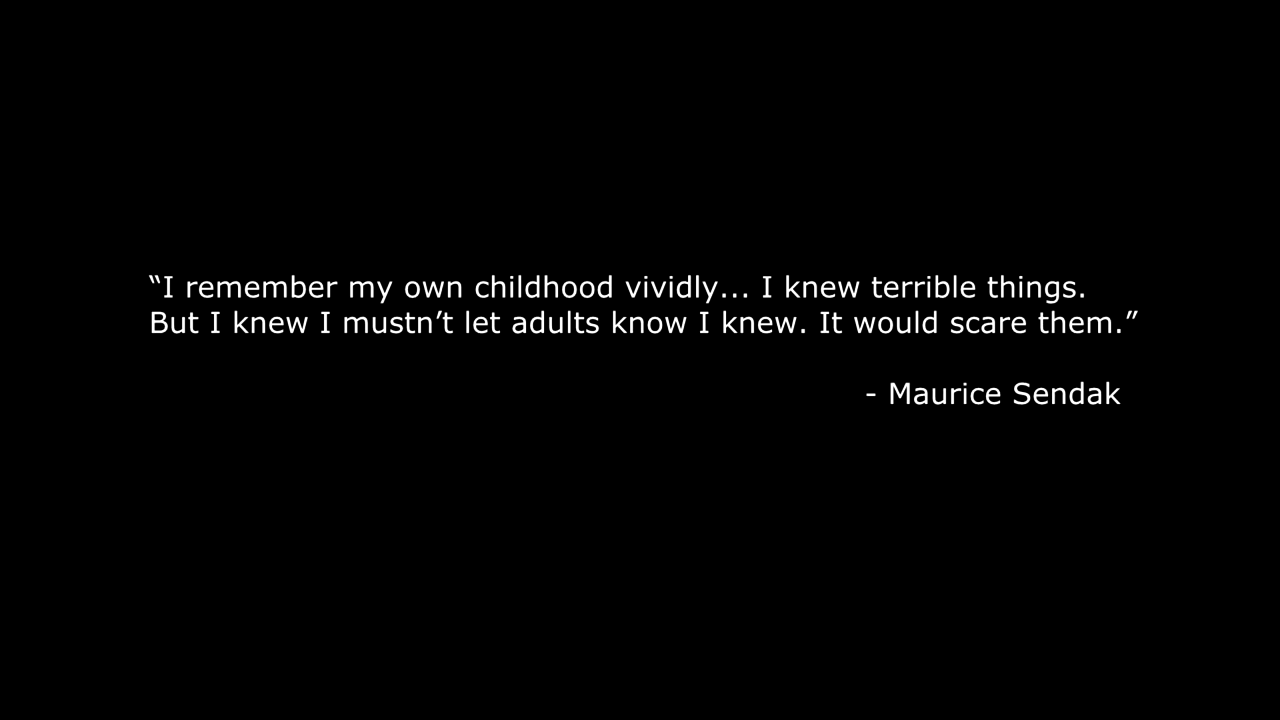 “I remember my own childhood vividly... I knew terrible things.
But I knew I mustn’t let adults know I knew. It would scare them.”
- Maurice Sendak